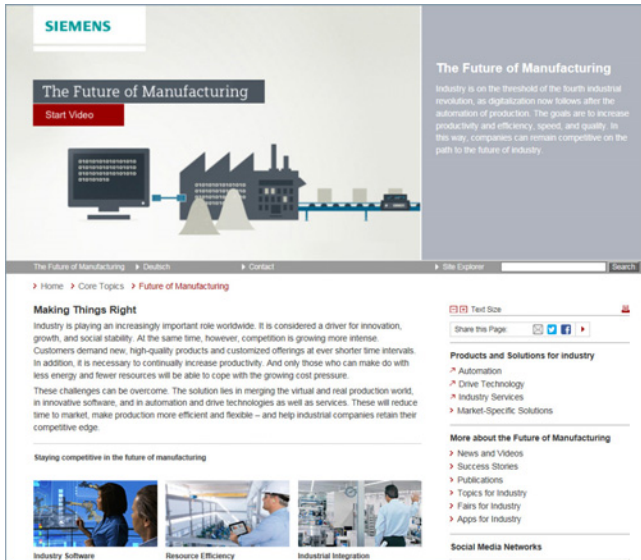 SIEMENS
The Future of Manufacturing
Start Video
The Future of Manufacturing
Industry is on the threshold of the fourth industrial
revolution, as digitalization now follows after the
automation of production. The goals are to increase
productivity and efficiency, speed, and quality. In
this way, companies can remain competitive on the
path to the future of industry.
The Future of Manufacturing Deutsch Contact Site Explorer Search
Home Core Topics Future of Manufacturing
Making Things Right
Industry is playing an increasingly important role worldwide. It is considered a driver for innovation,
growth, and social stability. At the same time, however, competition is growing more intense.
Customers demand new, high-quality products and customized offerings at ever shorter time intervals.
In addition, it is necessary to continually increase productivity. And only those who can make do with
less energy and fewer resources will be able to cope with the growing cost pressure.
These challenges can be overcome. The solution lies in merging the virtual and real production world,
in innovative software, and in automation and drive technologies as well as services. These will reduce
time to market, make production more efficient and flexible – and help industrial companies retain their
competitive edge.
Staying competitive in the future of manufacturing
Industry Software
Resource Efficiency
Industrial Integration
Text Size
Share this Page:
Products and Solutions for industry
Automation
Drive Technology
Industry Services
Market-Specific Solutions
More about the Future of Manufacturing
News and Videos
Success Stories
Publications
Topics for Industry
Fairs for Industry
Apps for Industry
Social Media Networks